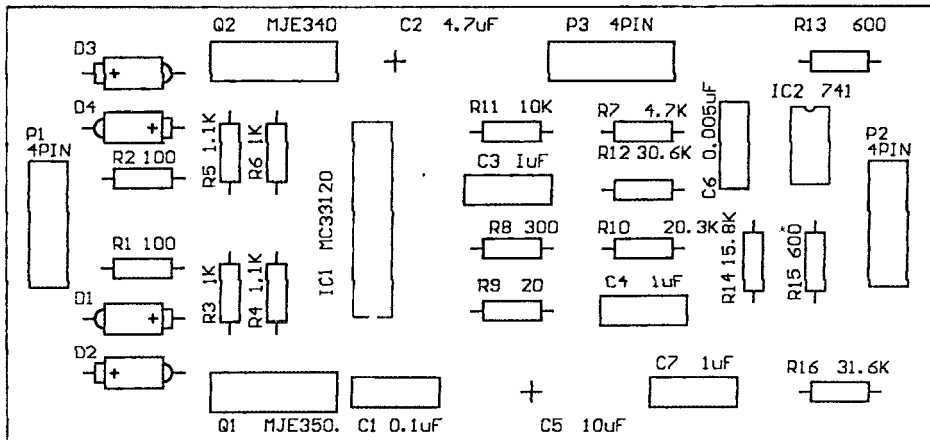 Q2 MJE340
C2 4.7uF
P3 4PIN
R13 600
D3
D4
R11 10K
R7 4.7K
0.005uF
C6
IC2 741
P1
4PIN
R2 100
R5 1.1K
R6 1K
IC1 MC33120
C3 1uF
R12 30.6K
P2
4PIN
R1 100
R3 1K
R4 1.1K
R8 300
R10 20.3K
R14 15.8K
R15 600
*
D1
R9 20
C4 1uF
D2
C7 1uF
R16 31.6K
Q1 MJE350.
C1 0.1uF
C5 10uF